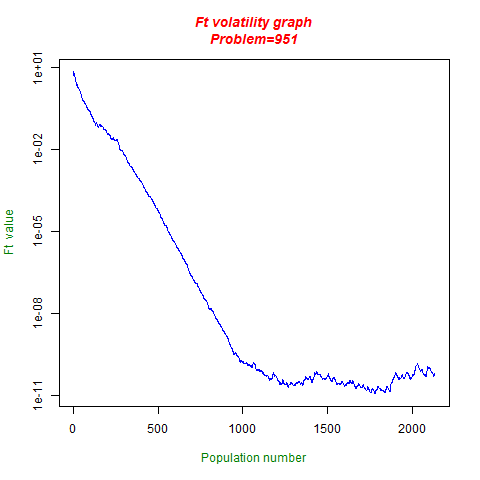 Ft volatility graph
Problem=951
1e+01
1e-02
1e-05
1e-08
1e-11
Ft value
0
500
1000
1500
2000
Population number